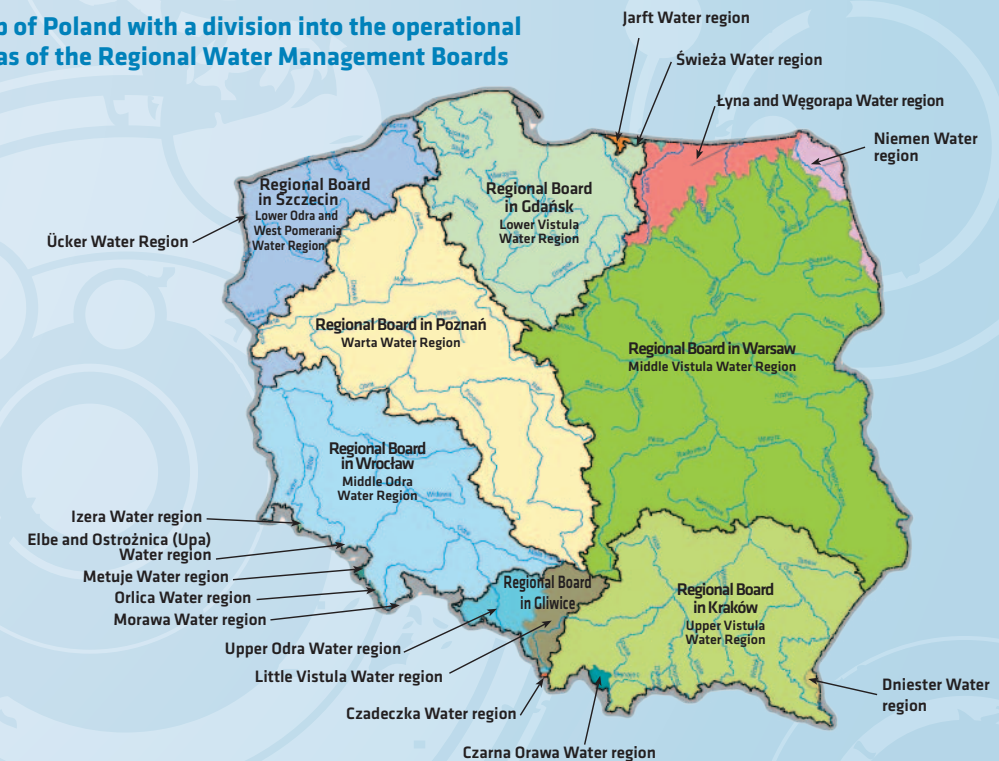 p of Poland with a division into the operational
as of the Regional Water Management Boards
Jarft Water region
Świeża Water region
Łyna and Węgorapa Water region
Niemen Water
region
Regional Board
in Szczecin
Lower Odra and
West Pomerania
Water Region
Ücker Water Region
Regional Board
in Gdańsk
Lower Vistula
Water Region
Regional Board in Poznań
Warta Water Region
Regional Board in Warsaw
Middle Vistula Water Region
Regional Board
in Wrocław
Middle Odra
Water Region
Izera Water region
Elbe and Ostrożnica (Upa)
Water region
Metuje Water region
Orlica Water region
Morawa Water region
Regional Board
in Gliwice
Upper Odra Water region
Little Vistula Water region
Czadeczka Water region
Czarna Orawa Water region
Regional Board
in Kraków
Upper Vistula
Water Region
Dniester Water
region